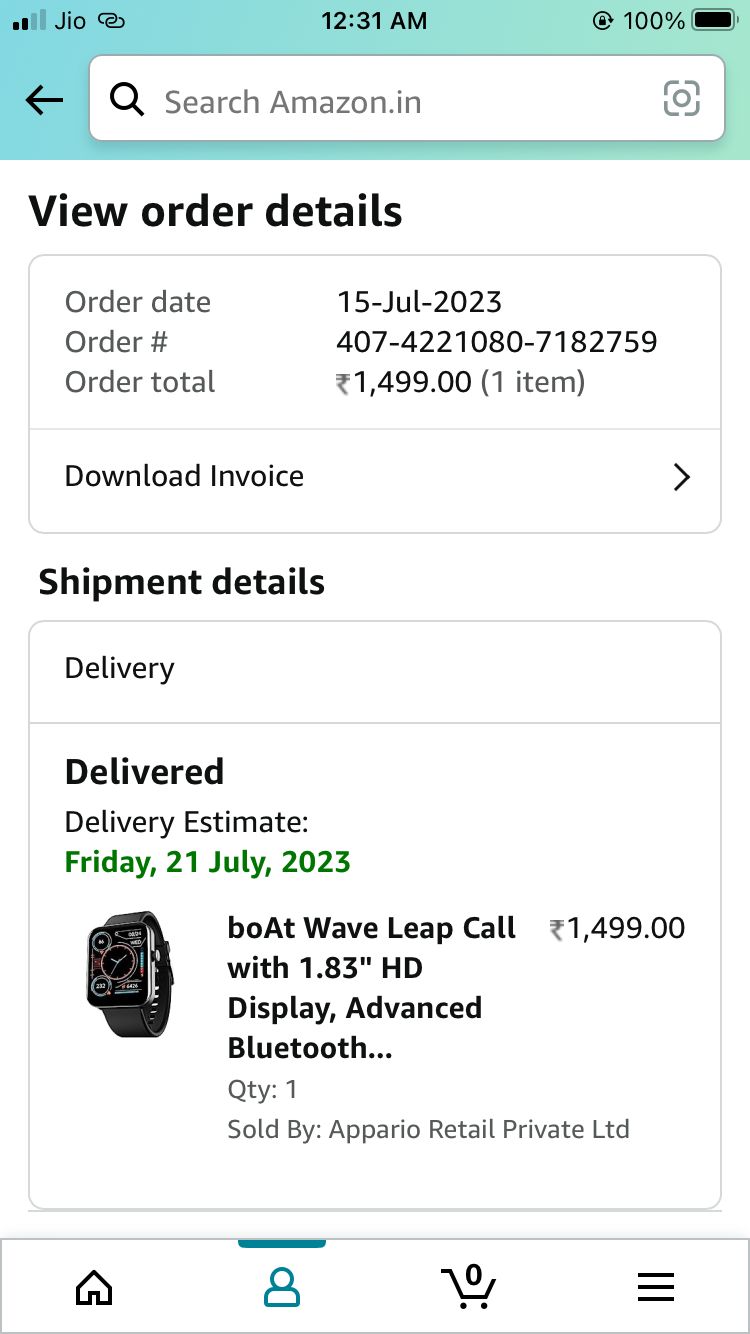 Jio 12:31 AM 100%
Search Amazon.in
View order details
Order date 15-Jul-2023
Order # 407-4221080-7182759
Order total ₹1,499.00 (1 item)
Download Invoice
Shipment details
Delivery
Delivered
Delivery Estimate:
Friday, 21 July, 2023
boAt Wave Leap Call ₹1,499.00
with 1.83" HD
Display, Advanced
Bluetooth...
Qty: 1
Sold By: Appario Retail Private Ltd
0